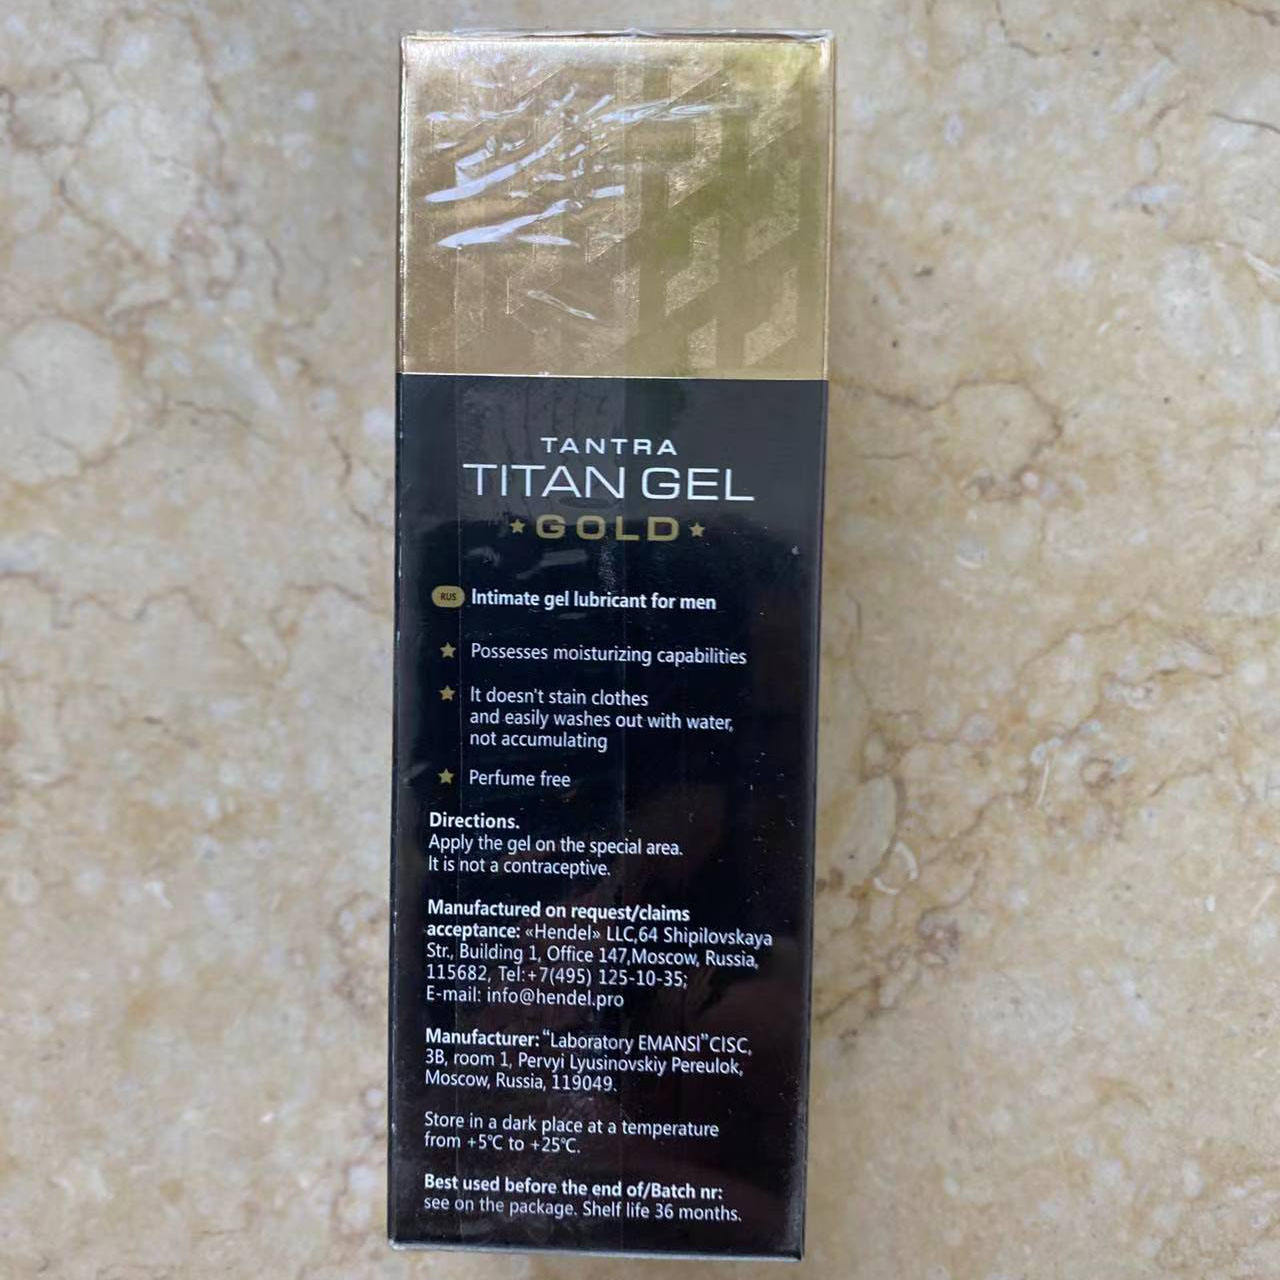 TANTRA
TITAN GEL
GOLD
RUS Intimate gel lubricant for men
Possesses moisturizing capabilities
It doesn't stain clothes
and easily washes out with water,
not accumulating
Perfume free
Directions.
Apply the gel on the special area.
It is not a contraceptive.
Manufactured on request/claims
acceptance: «Hendel» LLC,64 Shipilovskaya
Str., Building 1, Office 147,Moscow, Russia,
115682, Tel:+7(495) 125-10-35;
E-mail: info@hendel.pro
Manufacturer: “Laboratory EMANSI”CISC,
3B, room 1, Pervyi Lyusinovskiy Pereulok,
Moscow, Russia, 119049.
Store in a dark place at a temperature
from +5℃ to +25℃.
Best used before the end of/Batch nr:
see on the package. Shelf life 36 months.